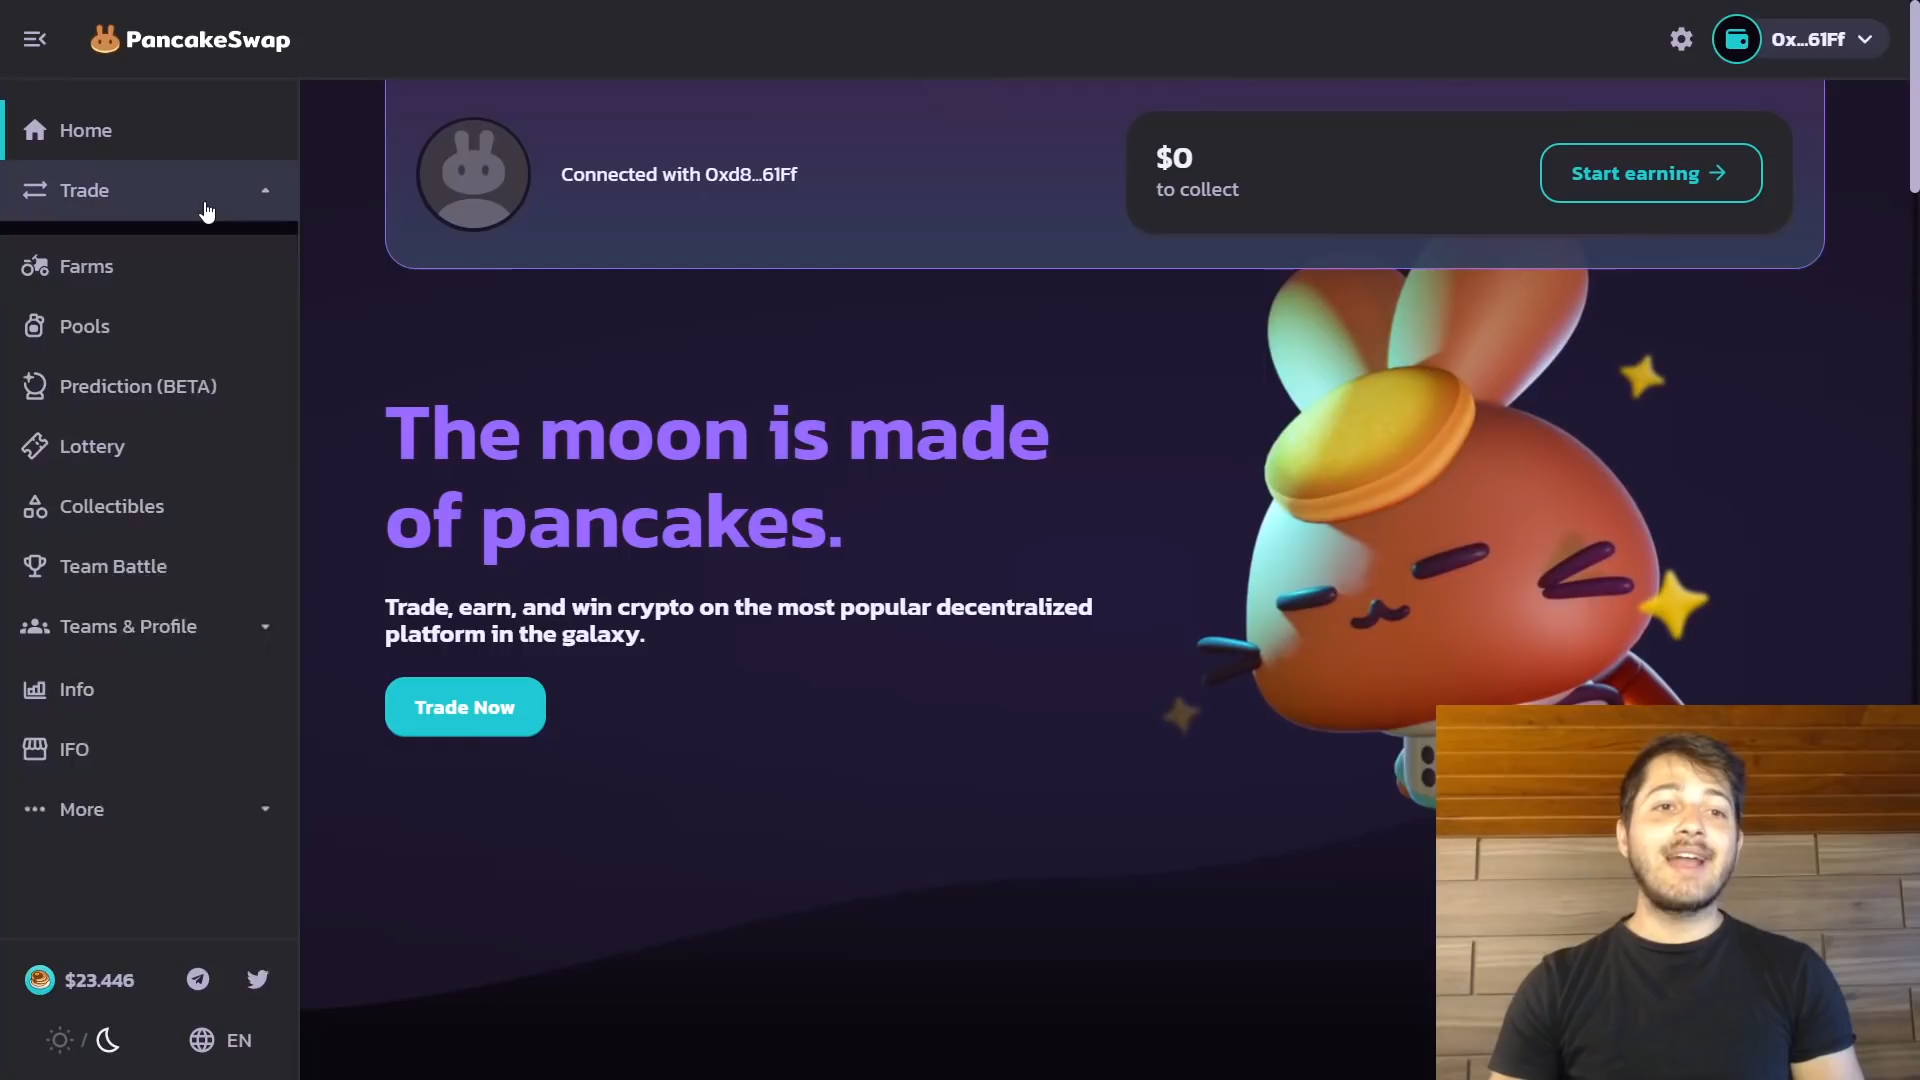 PancakeSwap
0x...61Ff
Home
Trade
Farms
Pools
Prediction (BETA)
Lottery
Collectibles
Team Battle
Teams & Profile
Info
IFO
More
$23.446
EN
Connected with 0xd8...61Ff
$0
to collect
Start earning
The moon is made
of pancakes.
Trade, earn, and win crypto on the most popular decentralized
platform in the galaxy.
Trade Now